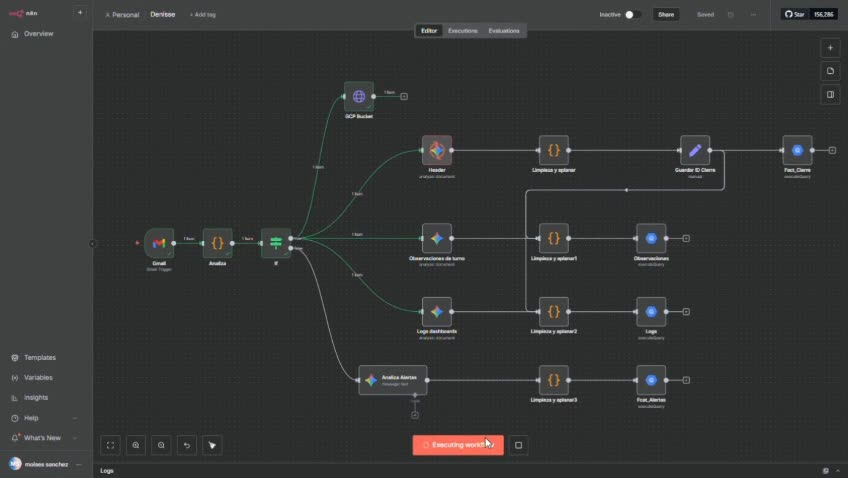 n8n
+
Personal
Denisse
+ Add tag
Inactive
Share
Saved
...
Star
156,286
Overview
Editor
Executions
Evaluations
1 item
GCP Bucket
1 item
Header
analyze: document
Limpieza y aplanar
Guardar ID Cierre
manual
Fact_Cierre
executeQuery
1 item
1 item
1 item
1 item
true
false
Gmail
Gmail Trigger
Analiza
If
1 item
Observaciones de turno
analyze: document
Limpieza y aplanar1
Observaciones
executeQuery
Logs dashboards
analyze: document
Limpieza y aplanar2
Logs
executeQuery
Analiza Alertas
message: text
Limpieza y aplanar3
executeQuery
Templates
Variables
Insights
Help
What's New
moises sanchez
Executing
Logs